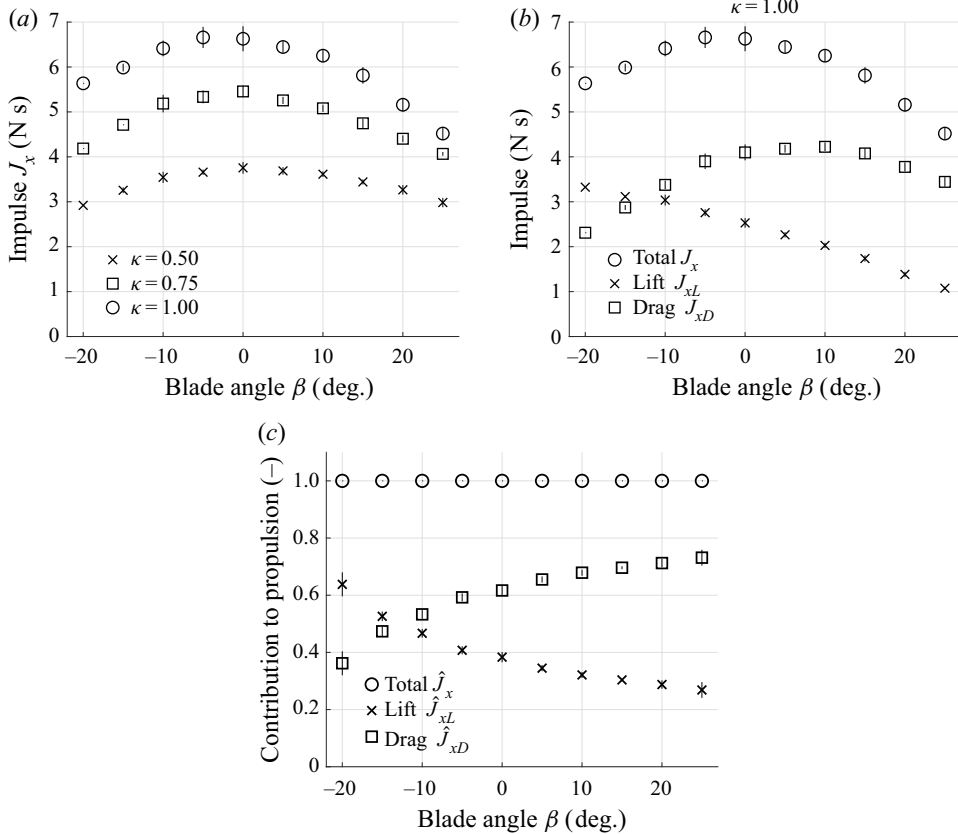 (a)
7
6
5
4
3
2
1
0
Impulse J_x (N s)
× κ = 0.50
□ κ = 0.75
○ κ = 1.00
−20 −10 0 10 20
Blade angle β (deg.)
(b)
κ = 1.00
7
6
5
4
3
2
1
0
Impulse (N s)
○ Total J_x
× Lift J_xL
□ Drag J_xD
−20 −10 0 10 20
Blade angle β (deg.)
(c)
1.0
0.8
0.6
0.4
0.2
0
Contribution to propulsion (–)
○ Total Ĵ_x
× Lift Ĵ_xL
□ Drag Ĵ_xD
−20 −10 0 10 20
Blade angle β (deg.)